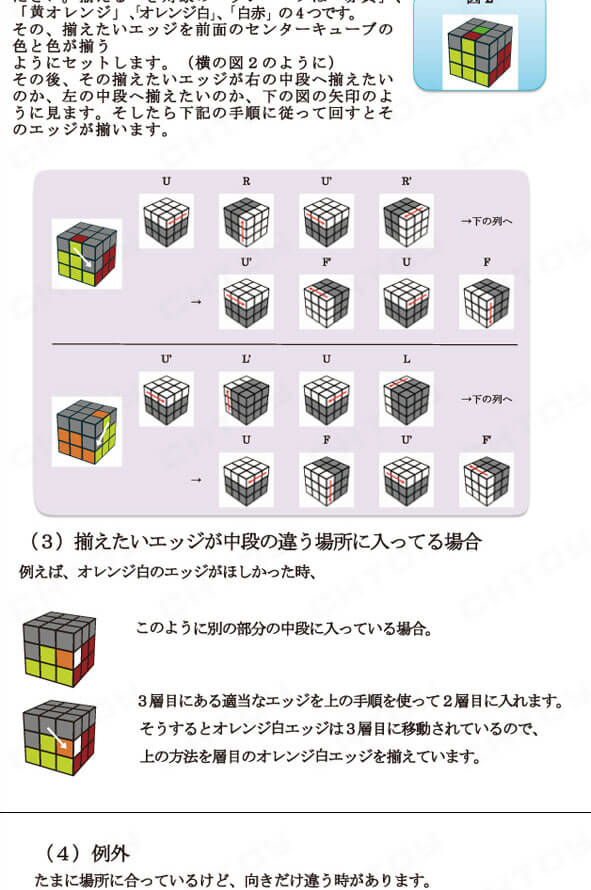 「黄オレンジ」、「オレンジ白」、「白赤」の4つです。
その、揃えたいエッジを前面のセンターキューブの
色と色が揃う
ようにセットします。（横の図２のように）
その後、その揃えたいエッジが右の中段へ揃えたい
のか、左の中段へ揃えたいのか、下の図の矢印のよ
うに見ます。そしたら下記の手順に従って回すとそ
のエッジが揃います。
U R U' R'
→下の列へ
U' F' U F
→
U' L' U L
→下の列へ
U F U' F'
→
（３）揃えたいエッジが中段の違う場所に入ってる場合
例えば、オレンジ白のエッジがほしかった時、
このように別の部分の中段に入っている場合。
３層目にある適当なエッジを上の手順を使って２層目に入れます。
そうするとオレンジ白エッジは３層目に移動されているので、
上の方法を層目のオレンジ白エッジを揃えています。
（４）例外
たまに場所に合っているけど、向きだけ違う時があります。